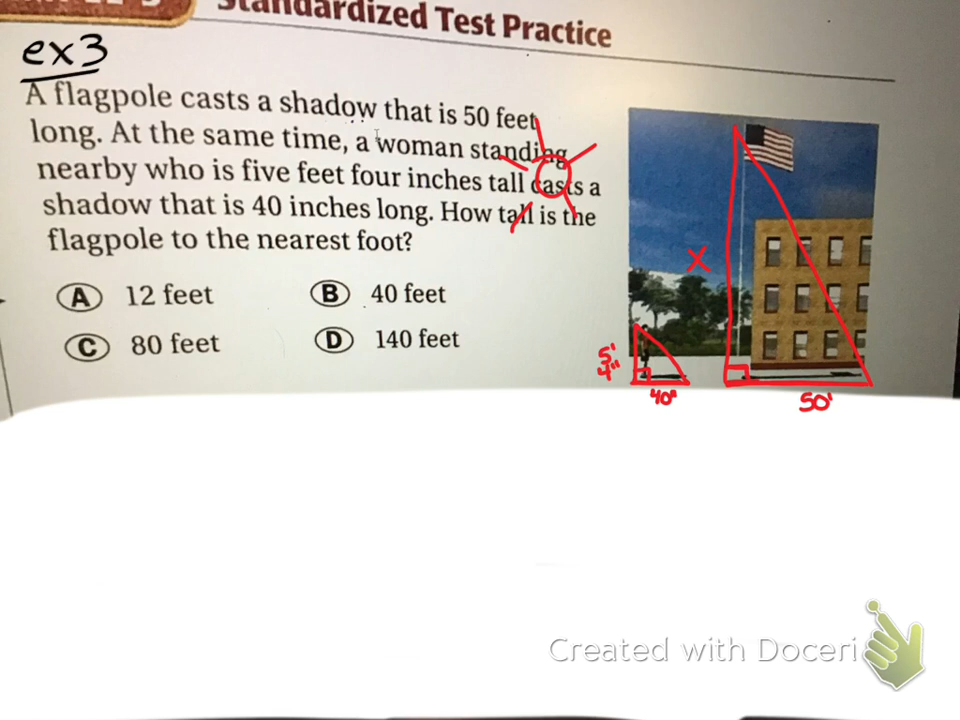 Standardized Test Practice
ex3
A flagpole casts a shadow that is 50 feet
long. At the same time, a woman standing
nearby who is five feet four inches tall casts a
shadow that is 40 inches long. How tall is the
flagpole to the nearest foot?
A 12 feet B 40 feet
C 80 feet D 140 feet
X
5'
4"
40"
50'
Created with Doceri